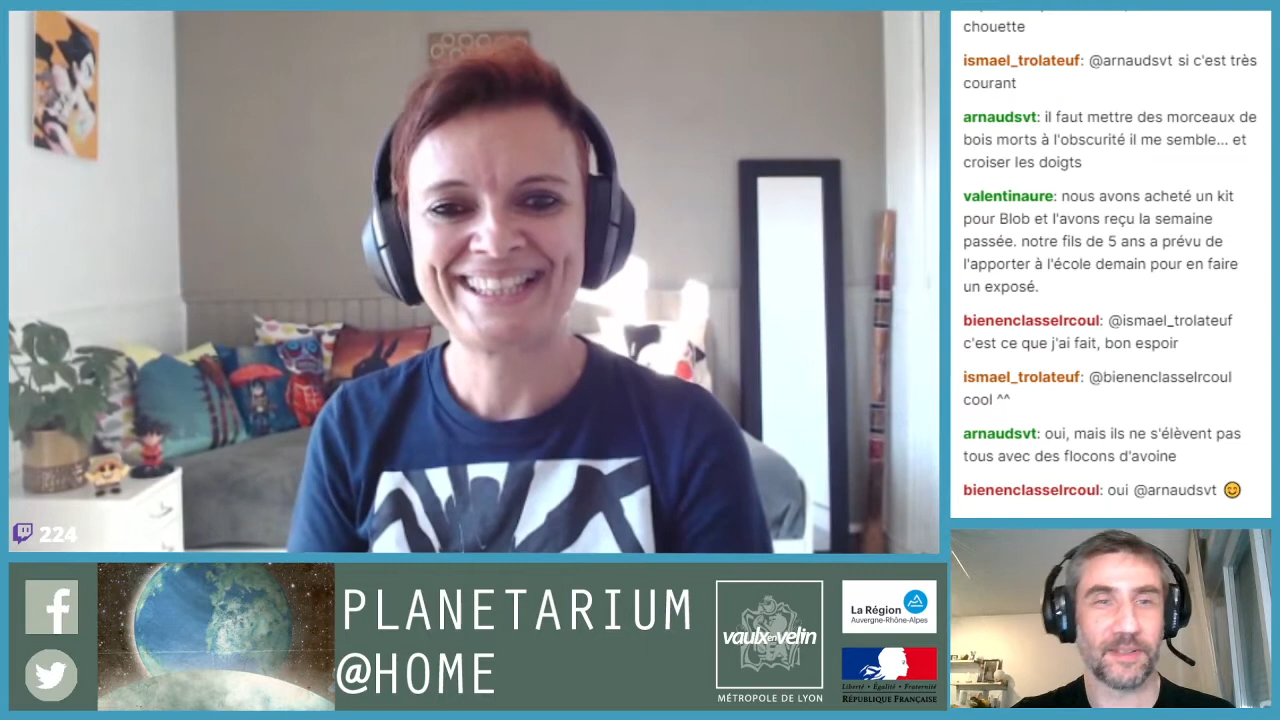 chouette
ismael_trolateuf: @arnaudsvt si c'est très
courant
arnaudsvt: il faut mettre des morceaux de
bois morts à l'obscurité il me semble... et
croiser les doigts
valentinaure: nous avons acheté un kit
pour Blob et l'avons reçu la semaine
passée. notre fils de 5 ans a prévu de
l'apporter à l'école demain pour en faire
un exposé.
bienenclasselrcoul: @ismael_trolateuf
c'est ce que j'ai fait, bon espoir
ismael_trolateuf: @bienenclasselrcoul
cool ^^
arnaudsvt: oui, mais ils ne s'élèvent pas
tous avec des flocons d'avoine
bienenclasselrcoul: oui @arnaudsvt 😊
224
PLANETARIUM
@HOME
vaulx en velin
MÉTROPOLE DE LYON
La Région
Auvergne-Rhône-Alpes
Liberté • Égalité • Fraternité
RÉPUBLIQUE FRANÇAISE